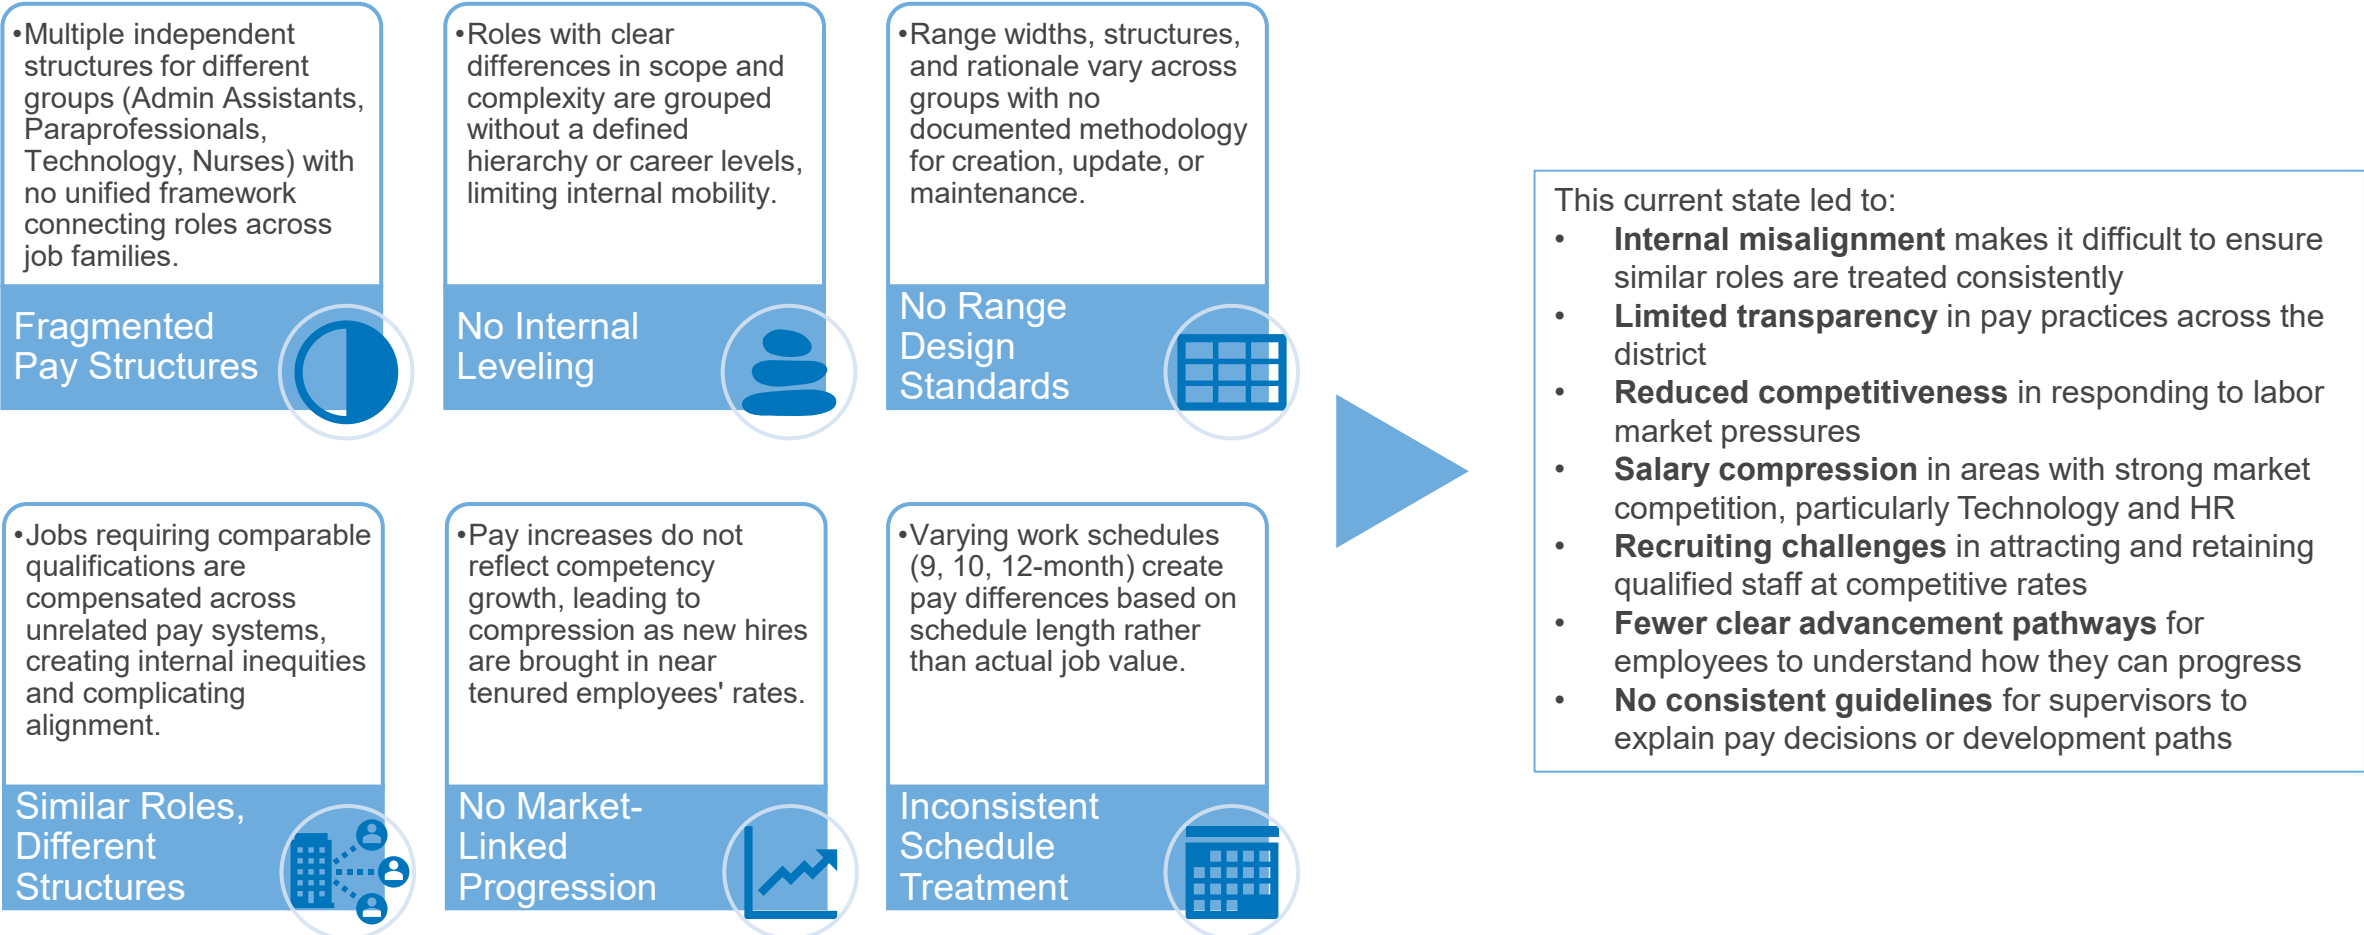 •Multiple independent
structures for different
groups (Admin Assistants,
Paraprofessionals,
Technology, Nurses) with
no unified framework
connecting roles across
job families.
Fragmented
Pay Structures
•Roles with clear
differences in scope and
complexity are grouped
without a defined
hierarchy or career levels,
limiting internal mobility.
No Internal
Leveling
•Range widths, structures,
and rationale vary across
groups with no
documented methodology
for creation, update, or
maintenance.
No Range
Design
Standards
•Jobs requiring comparable
qualifications are
compensated across
unrelated pay systems,
creating internal inequities
and complicating
alignment.
Similar Roles,
Different
Structures
•Pay increases do not
reflect competency
growth, leading to
compression as new hires
are brought in near
tenured employees' rates.
No Market-
Linked
Progression
•Varying work schedules
(9, 10, 12-month) create
pay differences based on
schedule length rather
than actual job value.
Inconsistent
Schedule
Treatment
This current state led to:
• Internal misalignment makes it difficult to ensure
similar roles are treated consistently
• Limited transparency in pay practices across the
district
• Reduced competitiveness in responding to labor
market pressures
• Salary compression in areas with strong market
competition, particularly Technology and HR
• Recruiting challenges in attracting and retaining
qualified staff at competitive rates
• Fewer clear advancement pathways for
employees to understand how they can progress
• No consistent guidelines for supervisors to
explain pay decisions or development paths